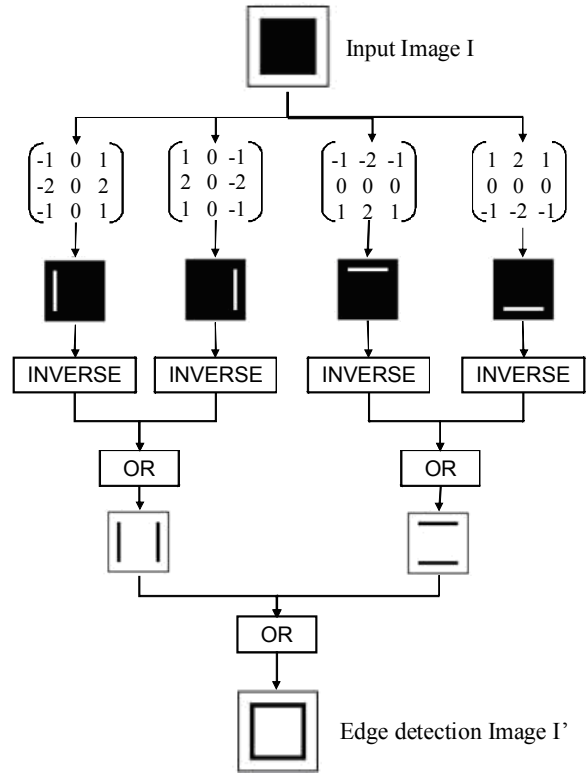 Input Image I
-1 0 1 1 0 -1 -1 -2 -1 1 2 1
-2 0 2 2 0 -2 0 0 0 0 0 0
-1 0 1 1 0 -1 1 2 1 -1 -2 -1
INVERSE INVERSE INVERSE INVERSE
OR OR
OR
Edge detection Image I’